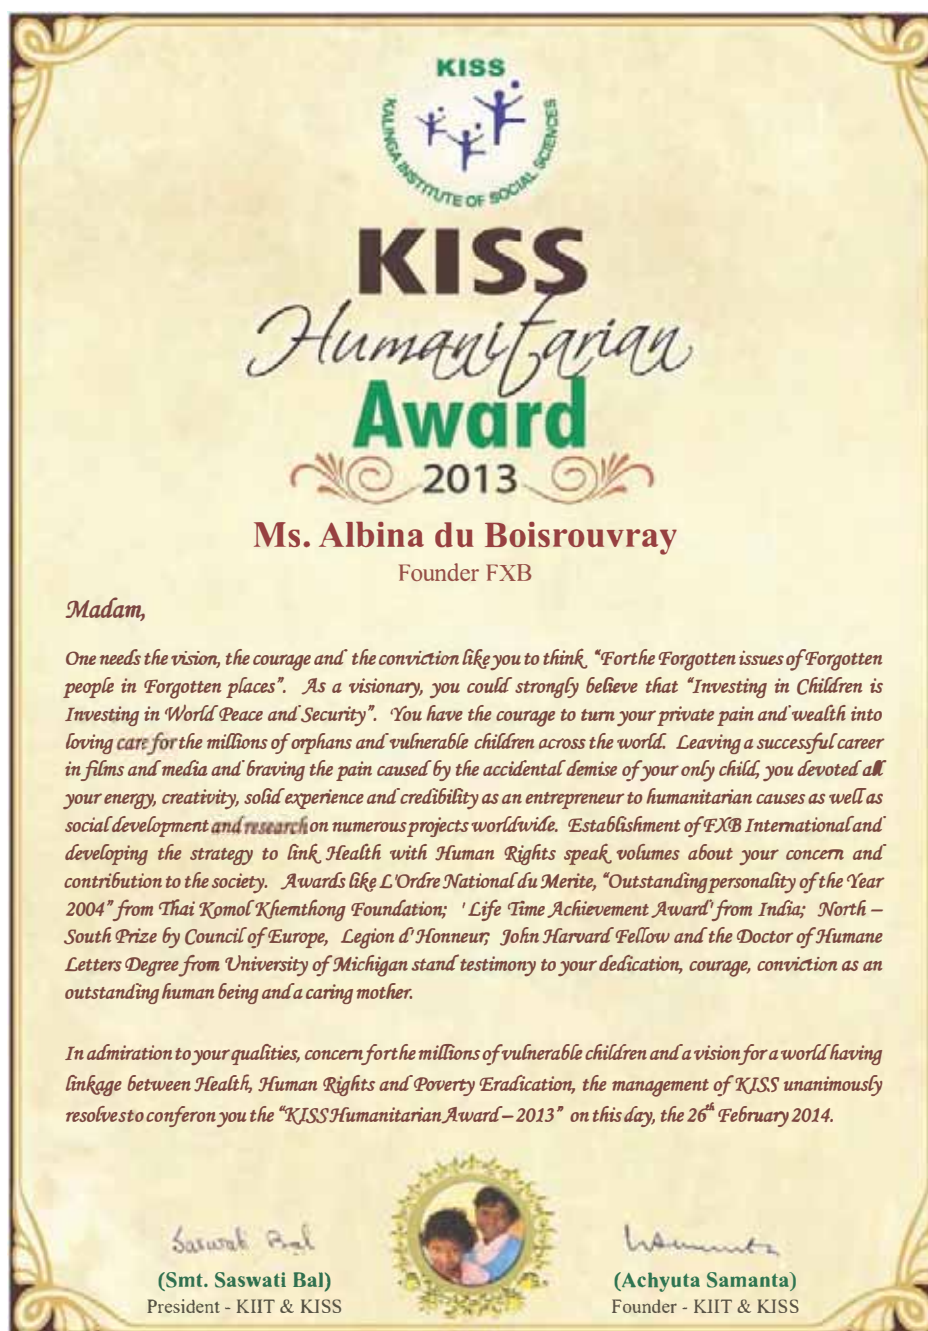 KISS
KALINGA INSTITUTE OF SOCIAL SCIENCES
KISS
Humanitarian
Award
2013
Ms. Albina du Boisrouvray
Founder FXB
Madam,
One needs the vision, the courage and the conviction like you to think "Forthe Forgotten issues of Forgotten
people in Forgotten places". As a visionary, you could strongly believe that "Investing in Children is
Investing in World Peace and Security". You have the courage to turn your private pain and wealth into
loving care for the millions of orphans and vulnerable children across the world. Leaving a successful career
in films and media and braving the pain caused by the accidental demise of your only child, you devoted all
your energy, creativity, solid experience and credibility as an entrepreneur to humanitarian causes as well as
social development and research on numerous projects worldwide. Establishment of FXB International and
developing the strategy to link Health with Human Rights speak volumes about your concern and
contribution to the society. Awards like L'Ordre National du Merite, "Outstanding personality of the Year
2004" from Thai Komol Khemthong Foundation; 'Life Time Achievement Award' from India; North –
South Prize by Council of Europe, Legion d'Honneur; John Harvard Fellow and the Doctor of Humane
Letters Degree from University of Michigan stand testimony to your dedication, courage, conviction as an
outstanding human being and a caring mother.
In admiration to your qualities, concern for the millions of vulnerable children and a vision for a world having
linkage between Health, Human Rights and Poverty Eradication, the management of KISS unanimously
resolves to confer on you the "KISS Humanitarian Award – 2013" on this day, the 26th February 2014.
Saswati Bal
(Smt. Saswati Bal)
President - KIIT & KISS
(Achyuta Samanta)
Founder - KIIT & KISS